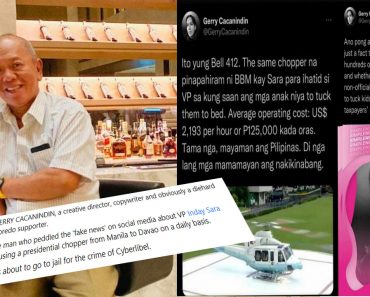 Gerry Cacanindin
@GerryCacanindin
Ito yung Bell 412. The same chopper na
pinapahiram ni BBM kay Sara para ihatid si
VP sa kung saan ang mga anak niya to tuck
them to bed. Average operating cost: US$
2,193 per hour or P125,000 kada oras.
Tama nga, mayaman ang Pilipinas. Di nga
lang mga mamamayan ang nakikinabang.
Gerry
@Gerry
Ano pong a
just a fact
hundreds o
and whethe
non-official
to tuck kids
taxpayers'
GERRY CACANINDIN, a creative director, copywriter and obviously a diehard
oredo supporter.
e man who peddled the 'fake news' on social media about VP Inday Sara
using a presidential chopper from Manila to Davao on a daily basis.
s about to go to jail for the crime of Cyberlibel.